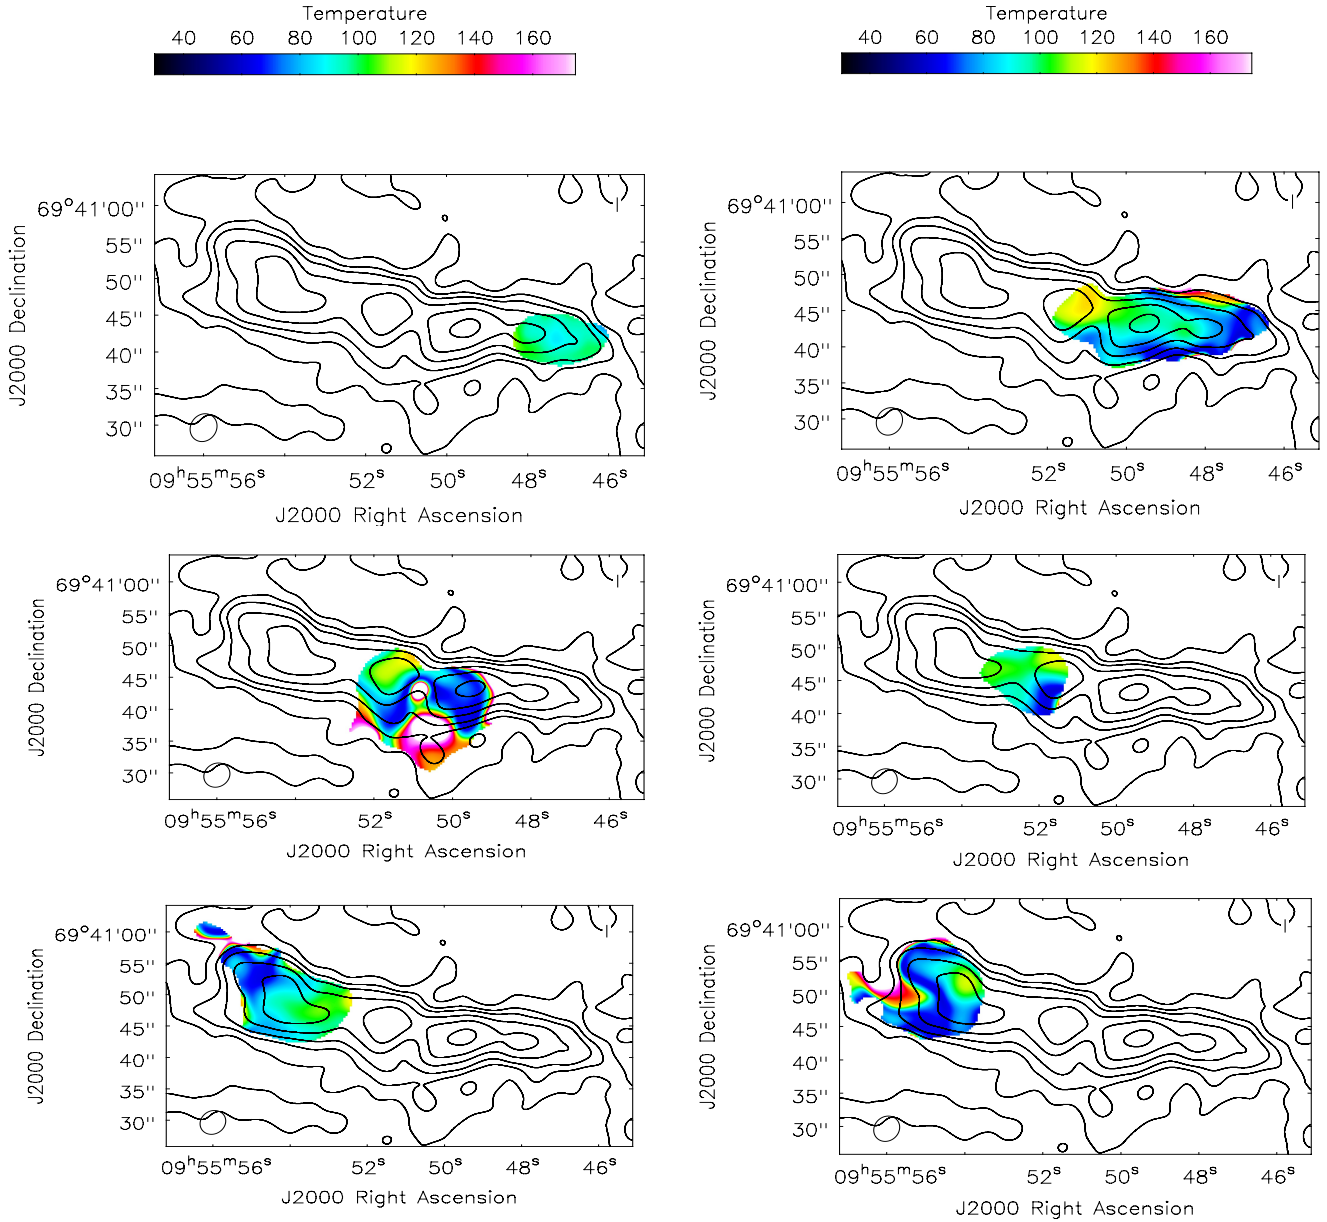 Temperature
40 60 80 100 120 140 160
Temperature
40 60 80 100 120 140 160
J2000 Declination
69°41'00"
55"
50"
45"
40"
35"
30"
09ʰ55ᵐ56ˢ 52ˢ 50ˢ 48ˢ 46ˢ
J2000 Right Ascension
J2000 Declination
69°41'00"
55"
50"
45"
40"
35"
30"
09ʰ55ᵐ56ˢ 52ˢ 50ˢ 48ˢ 46ˢ
J2000 Right Ascension
J2000 Declination
69°41'00"
55"
50"
45"
40"
35"
30"
09ʰ55ᵐ56ˢ 52ˢ 50ˢ 48ˢ 46ˢ
J2000 Right Ascension
J2000 Declination
69°41'00"
55"
50"
45"
40"
35"
30"
09ʰ55ᵐ56ˢ 52ˢ 50ˢ 48ˢ 46ˢ
J2000 Right Ascension
J2000 Declination
69°41'00"
55"
50"
45"
40"
35"
30"
09ʰ55ᵐ56ˢ 52ˢ 50ˢ 48ˢ 46ˢ
J2000 Right Ascension
J2000 Declination
69°41'00"
55"
50"
45"
40"
35"
30"
09ʰ55ᵐ56ˢ 52ˢ 50ˢ 48ˢ 46ˢ
J2000 Right Ascension